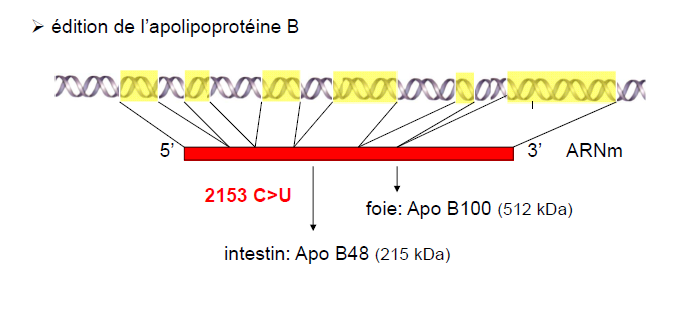 ➢ édition de l'apolipoprotéine B
5' 3' ARNm
2153 C>U
foie: Apo B100 (512 kDa)
intestin: Apo B48 (215 kDa)